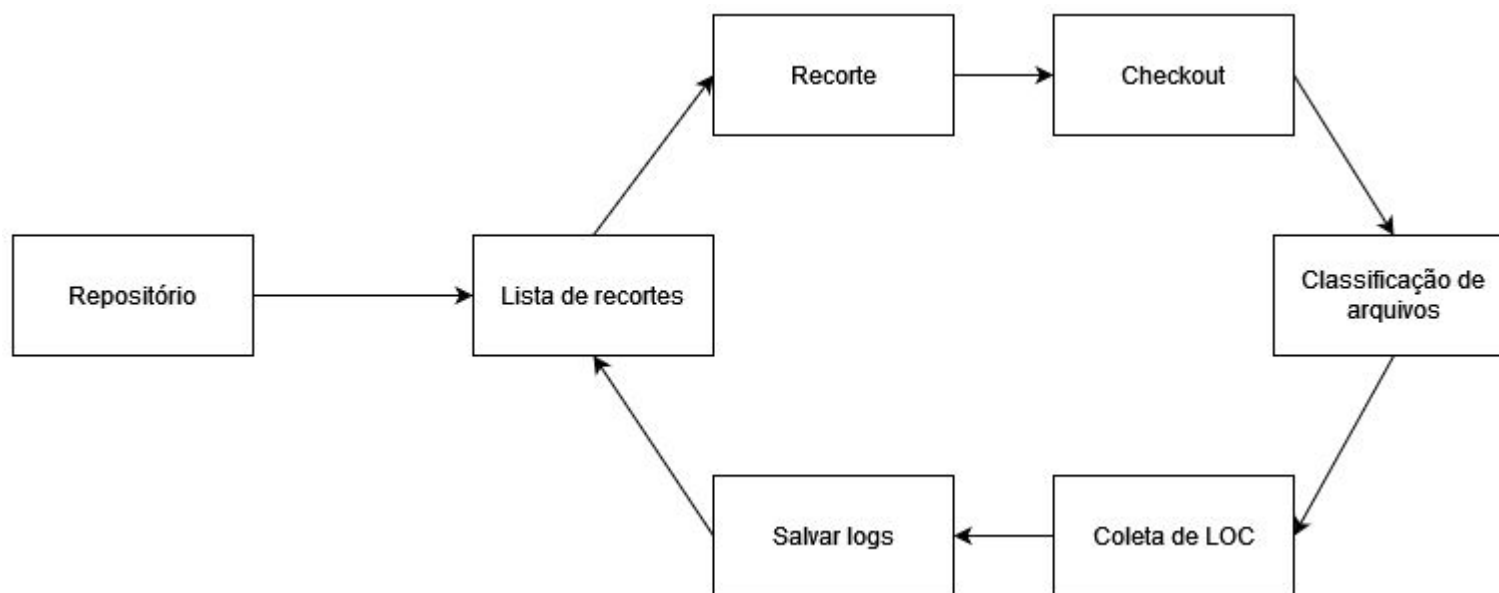 Recorte
Checkout
Repositório
Lista de recortes
Classificação de
arquivos
Salvar logs
Coleta de LOC